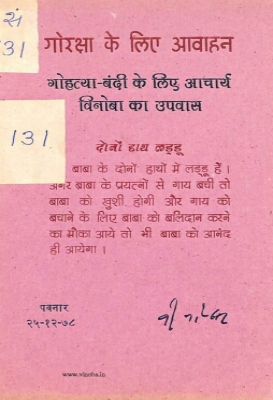 सं
131
गोरक्षा के लिए आवाहन
गोहत्या-बंदी के लिए आचार्य
विनोबा का उपवास
131
दोनों हाथ लड्डू
बाबा के दोनों हाथों में लड्डू हैं।
अगर बाबा के प्रयत्नों से गाय बची तो
बाबा को खुशी होगी और गाय को
बचाने के लिए बाबा को बलिदान करने
का मौका आये तो भी बाबा को आनंद
ही आयेगा ।
पवनार
२५-१२-७८
www.vinoba.in